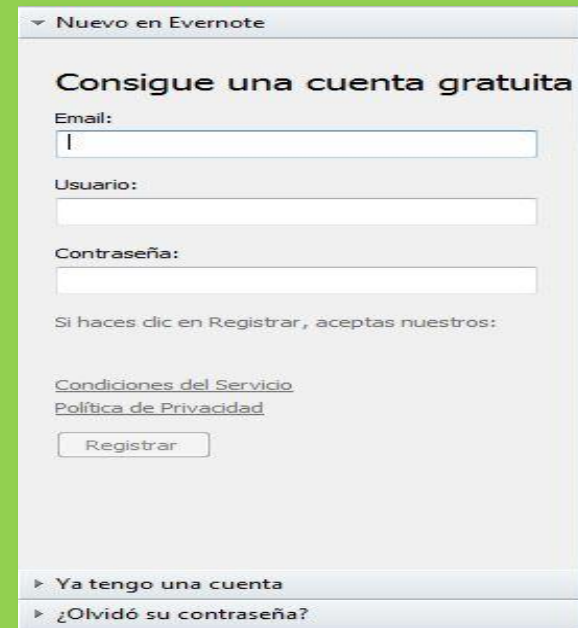 Nuevo en Evernote
Consigue una cuenta gratuita
Email:
Usuario:
Contraseña:
Si haces clic en Registrar, aceptas nuestros:
Condiciones del Servicio
Política de Privacidad
Registrar
Ya tengo una cuenta
¿Olvidó su contraseña?